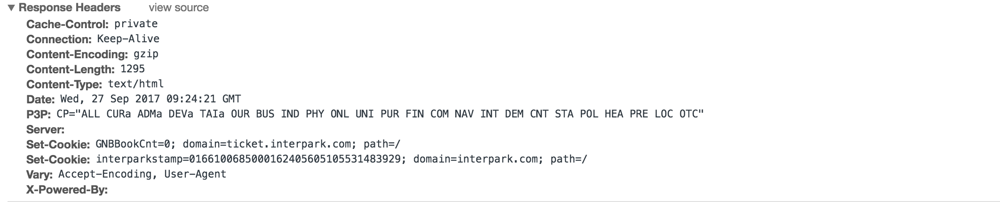 ▼ Response Headers view source
Cache-Control: private
Connection: Keep-Alive
Content-Encoding: gzip
Content-Length: 1295
Content-Type: text/html
Date: Wed, 27 Sep 2017 09:24:21 GMT
P3P: CP="ALL CURa ADMa DEVa TAIa OUR BUS IND PHY ONL UNI PUR FIN COM NAV INT DEM CNT STA POL HEA PRE LOC OTC"
Server:
Set-Cookie: GNBBookCnt=0; domain=ticket.interpark.com; path=/
Set-Cookie: interparkstamp=0166100685000162405605105531483929; domain=interpark.com; path=/
Vary: Accept-Encoding, User-Agent
X-Powered-By: